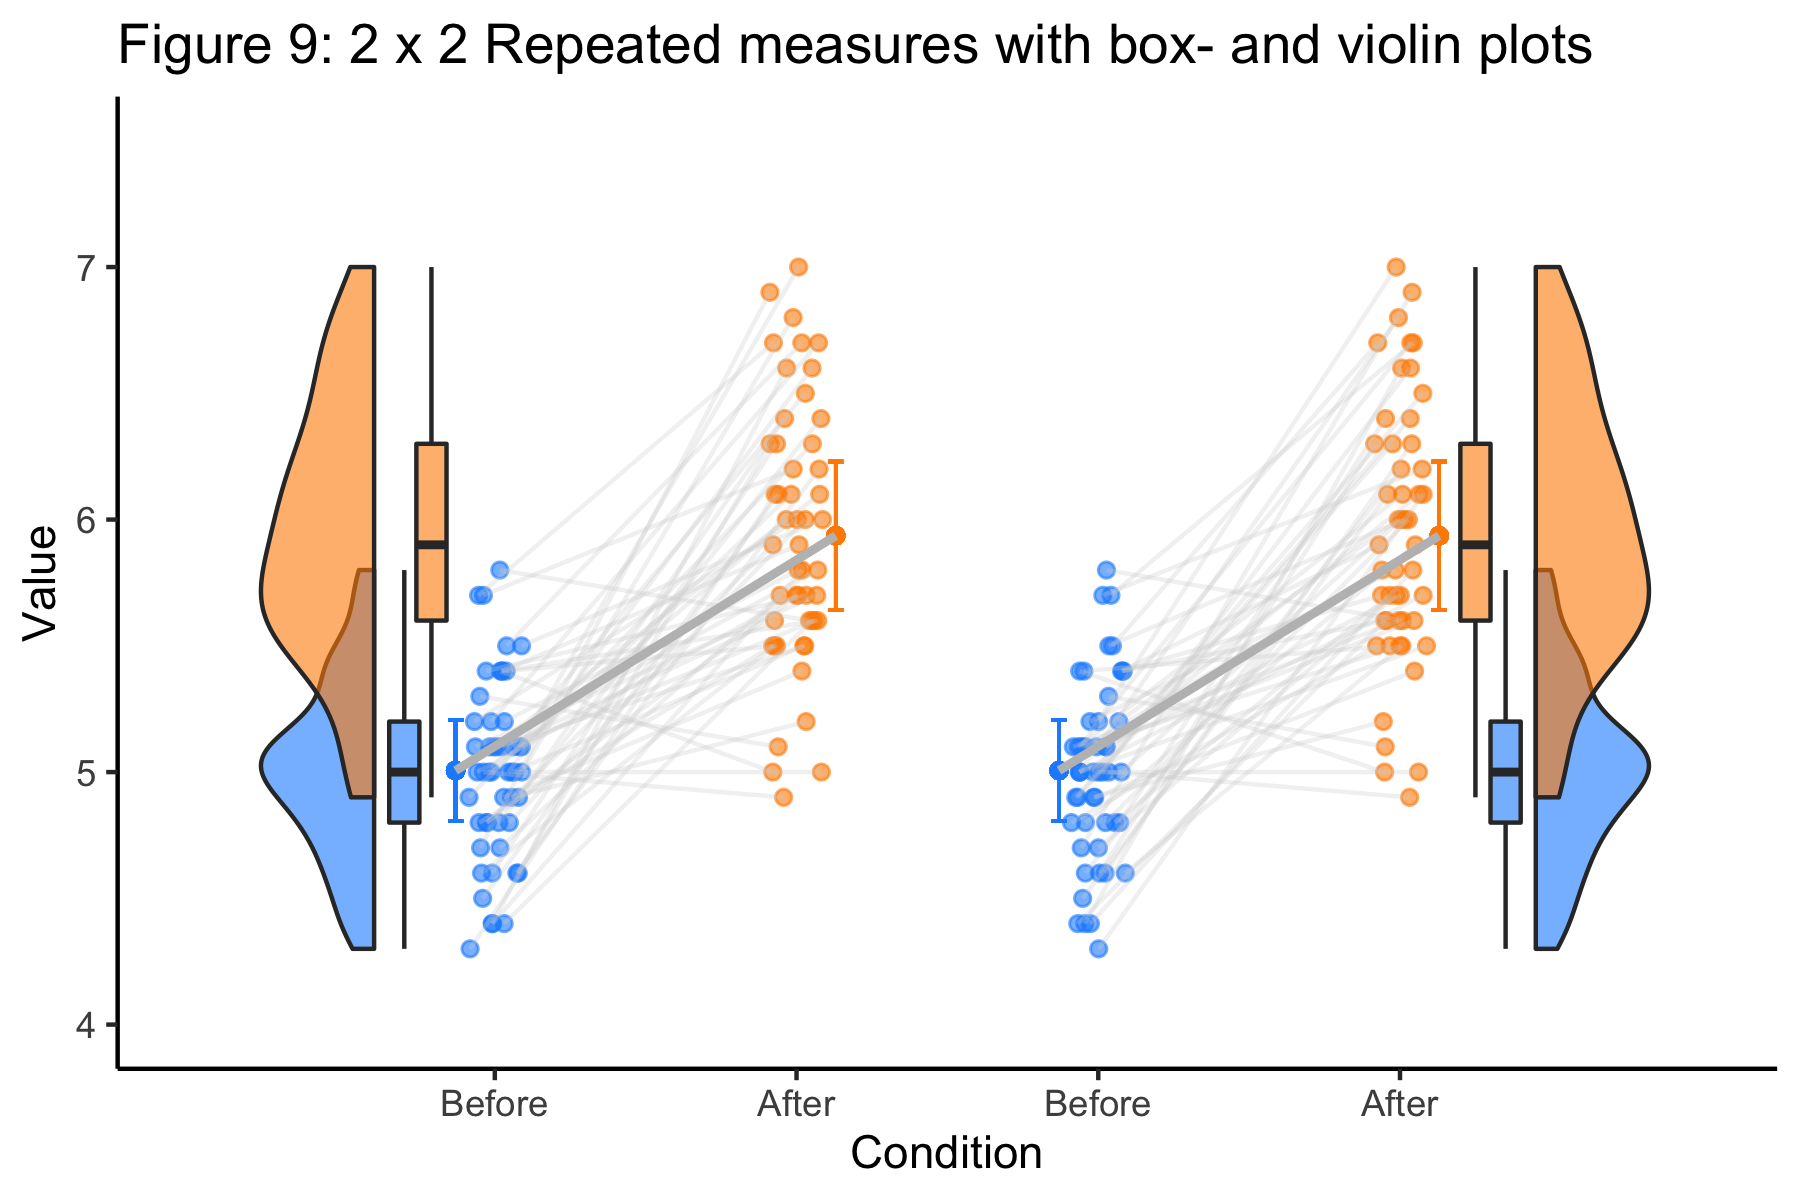 Figure 9: 2 x 2 Repeated measures with box- and violin plots
Value
7
6
5
4
Before After Before After
Condition